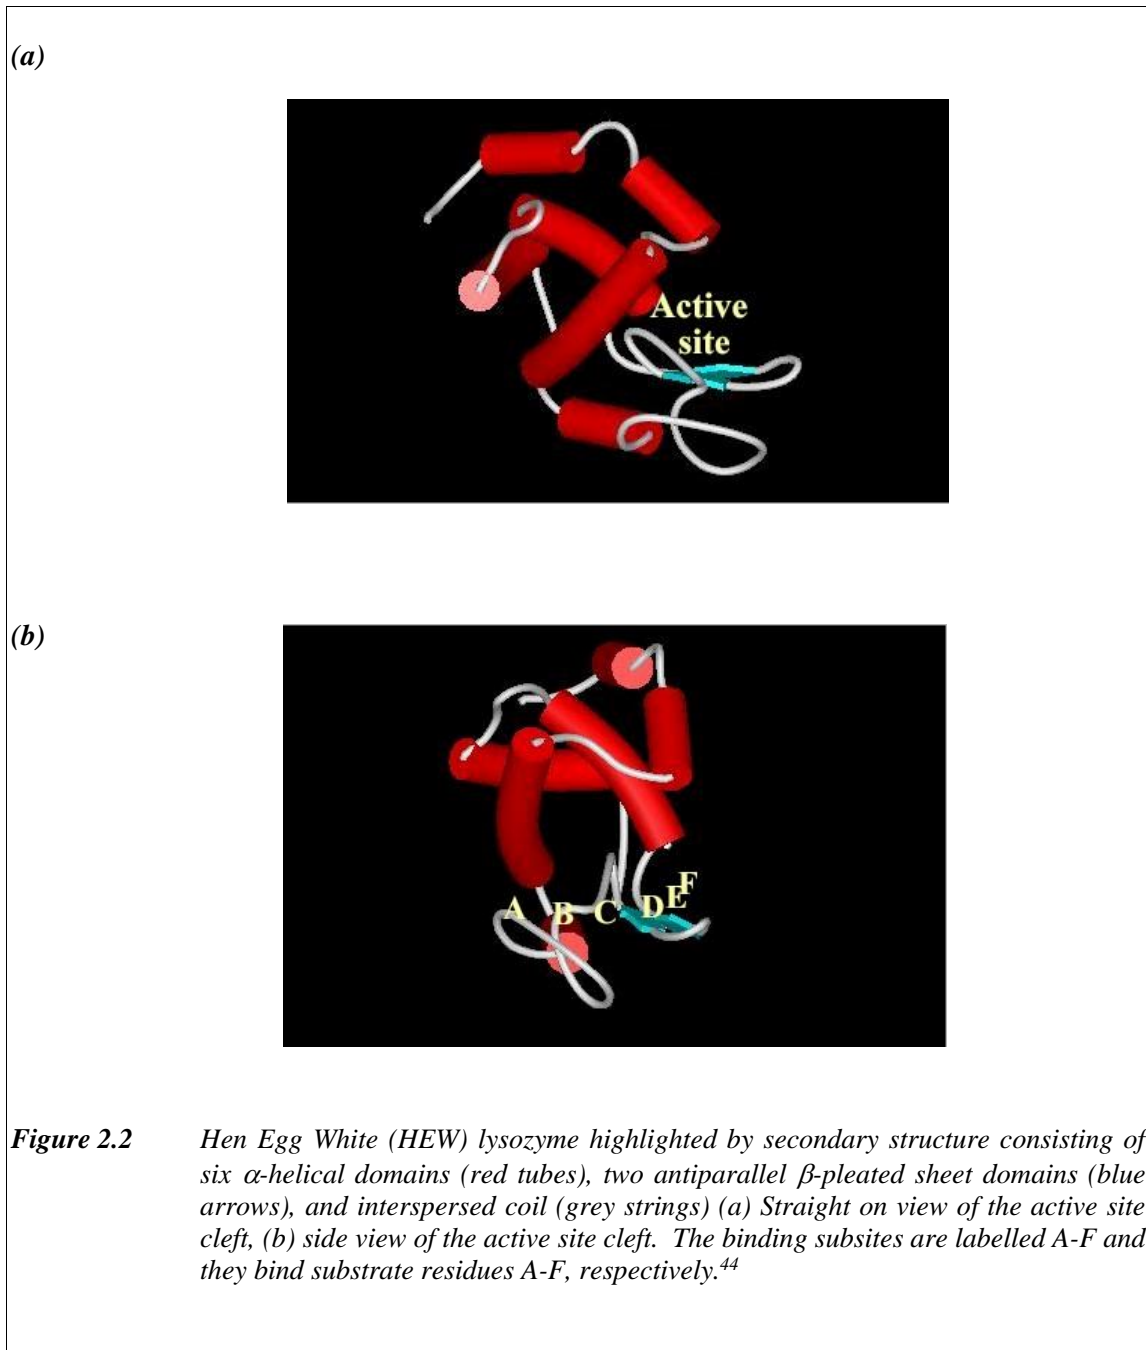 (a)
Active
site
(b)
A B C D E F
Figure 2.2 Hen Egg White (HEW) lysozyme highlighted by secondary structure consisting of
six α-helical domains (red tubes), two antiparallel β-pleated sheet domains (blue
arrows), and interspersed coil (grey strings) (a) Straight on view of the active site
cleft, (b) side view of the active site cleft. The binding subsites are labelled A-F and
they bind substrate residues A-F, respectively.44